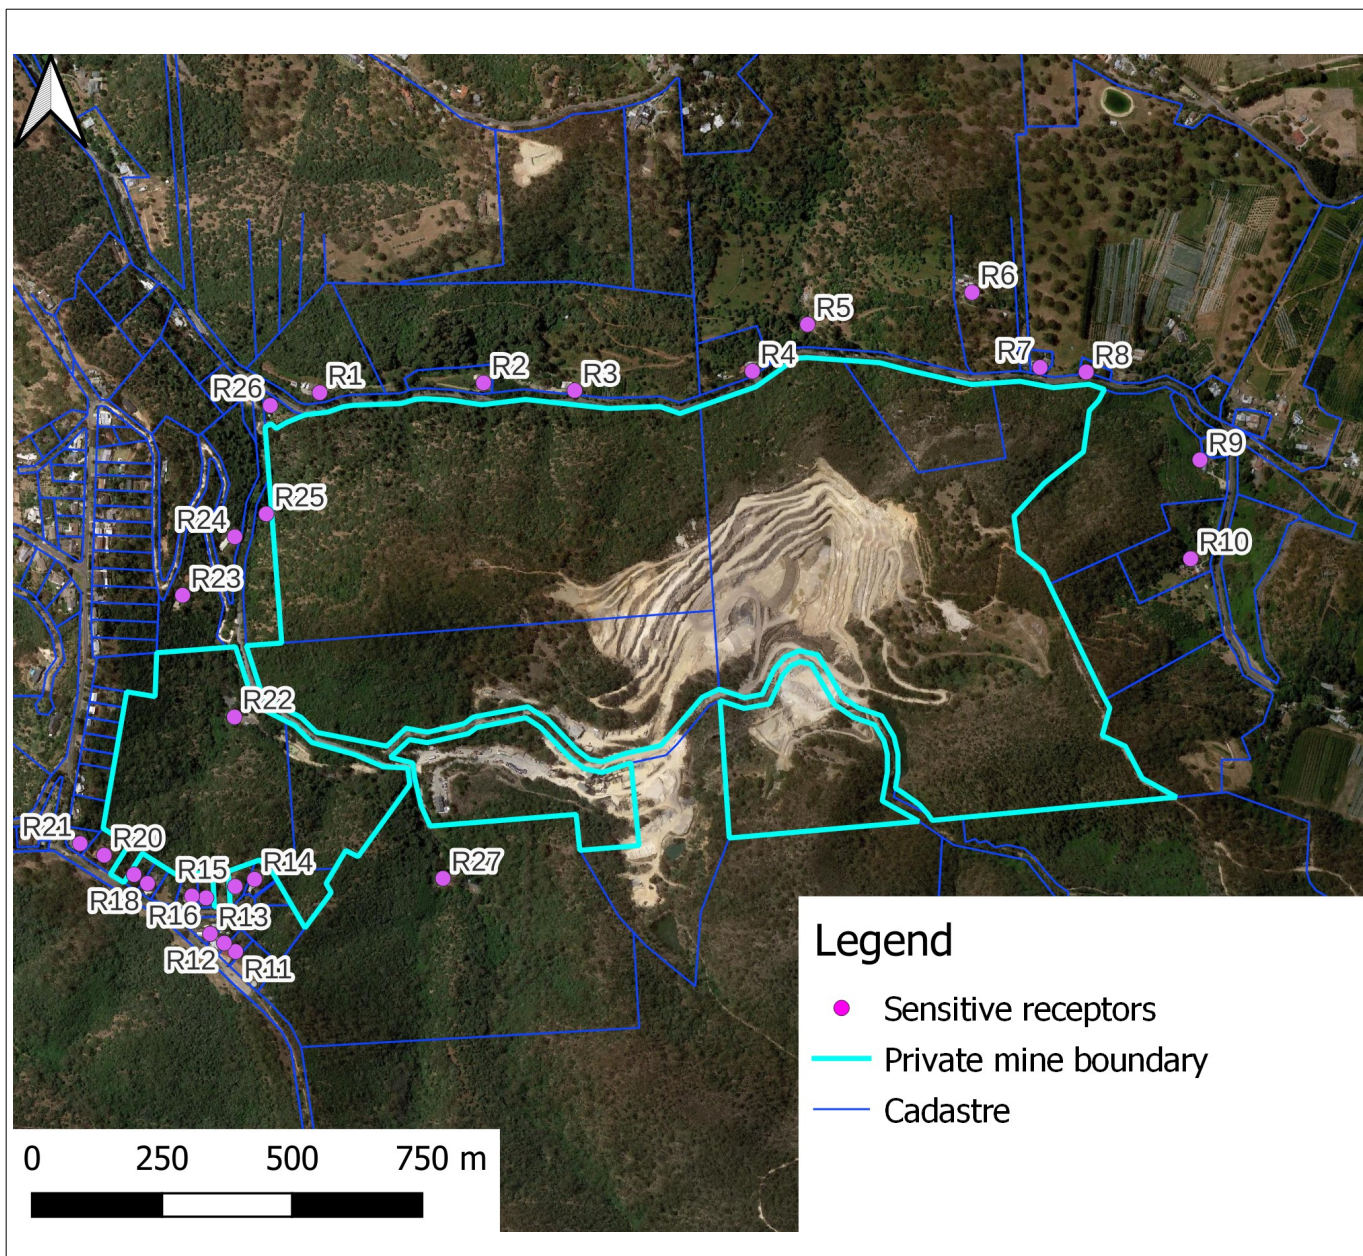 R6
R5
R7
R8
R4
R2
R3
R1
R26
R9
R25
R24
R10
R23
R22
R21
R20
R15
R14
R27
R18
R16
R13
R12
R11
Legend
Sensitive receptors
Private mine boundary
Cadastre
0 250 500 750 m